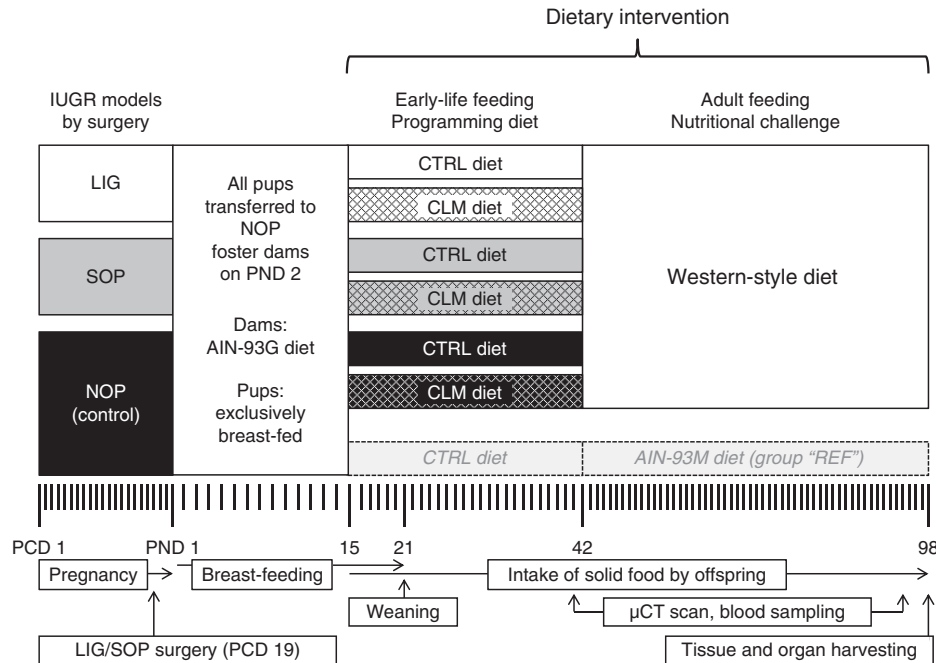 Dietary intervention
IUGR models
by surgery
Early-life feeding
Programming diet
Adult feeding
Nutritional challenge
LIG
SOP
NOP
(control)
All pups
transferred to
NOP
foster dams
on PND 2
Dams:
AIN-93G diet
Pups:
exclusively
breast-fed
CTRL diet
CLM diet
CTRL diet
CLM diet
CTRL diet
CLM diet
CTRL diet
Western-style diet
AIN-93M diet (group “REF”)
PCD 1
PND 1
15
21
42
98
Pregnancy
Breast-feeding
Intake of solid food by offspring
Weaning
µCT scan, blood sampling
LIG/SOP surgery (PCD 19)
Tissue and organ harvesting